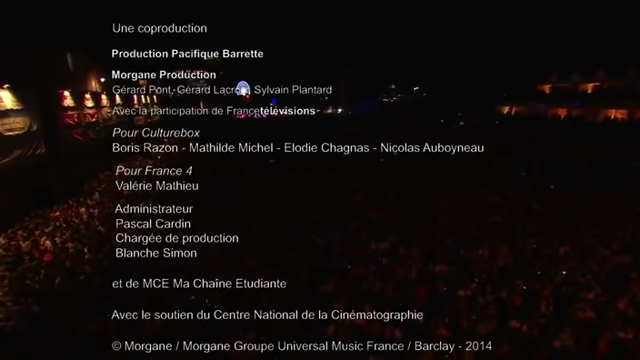 Une coproduction
Production Pacifique Barrette
Morgane Production
Gérard Pont, Gérard Lacroix, Sylvain Plantard
Avec la participation de Francetélévisions
Pour Culturebox
Boris Razon - Mathilde Michel - Elodie Chagnas - Nicolas Auboyneau
Pour France 4
Valérie Mathieu
Administrateur
Pascal Cardin
Chargée de production
Blanche Simon
et de MCE Ma Chaîne Etudiante
Avec le soutien du Centre National de la Cinématographie
© Morgane / Morgane Groupe Universal Music France / Barclay - 2014